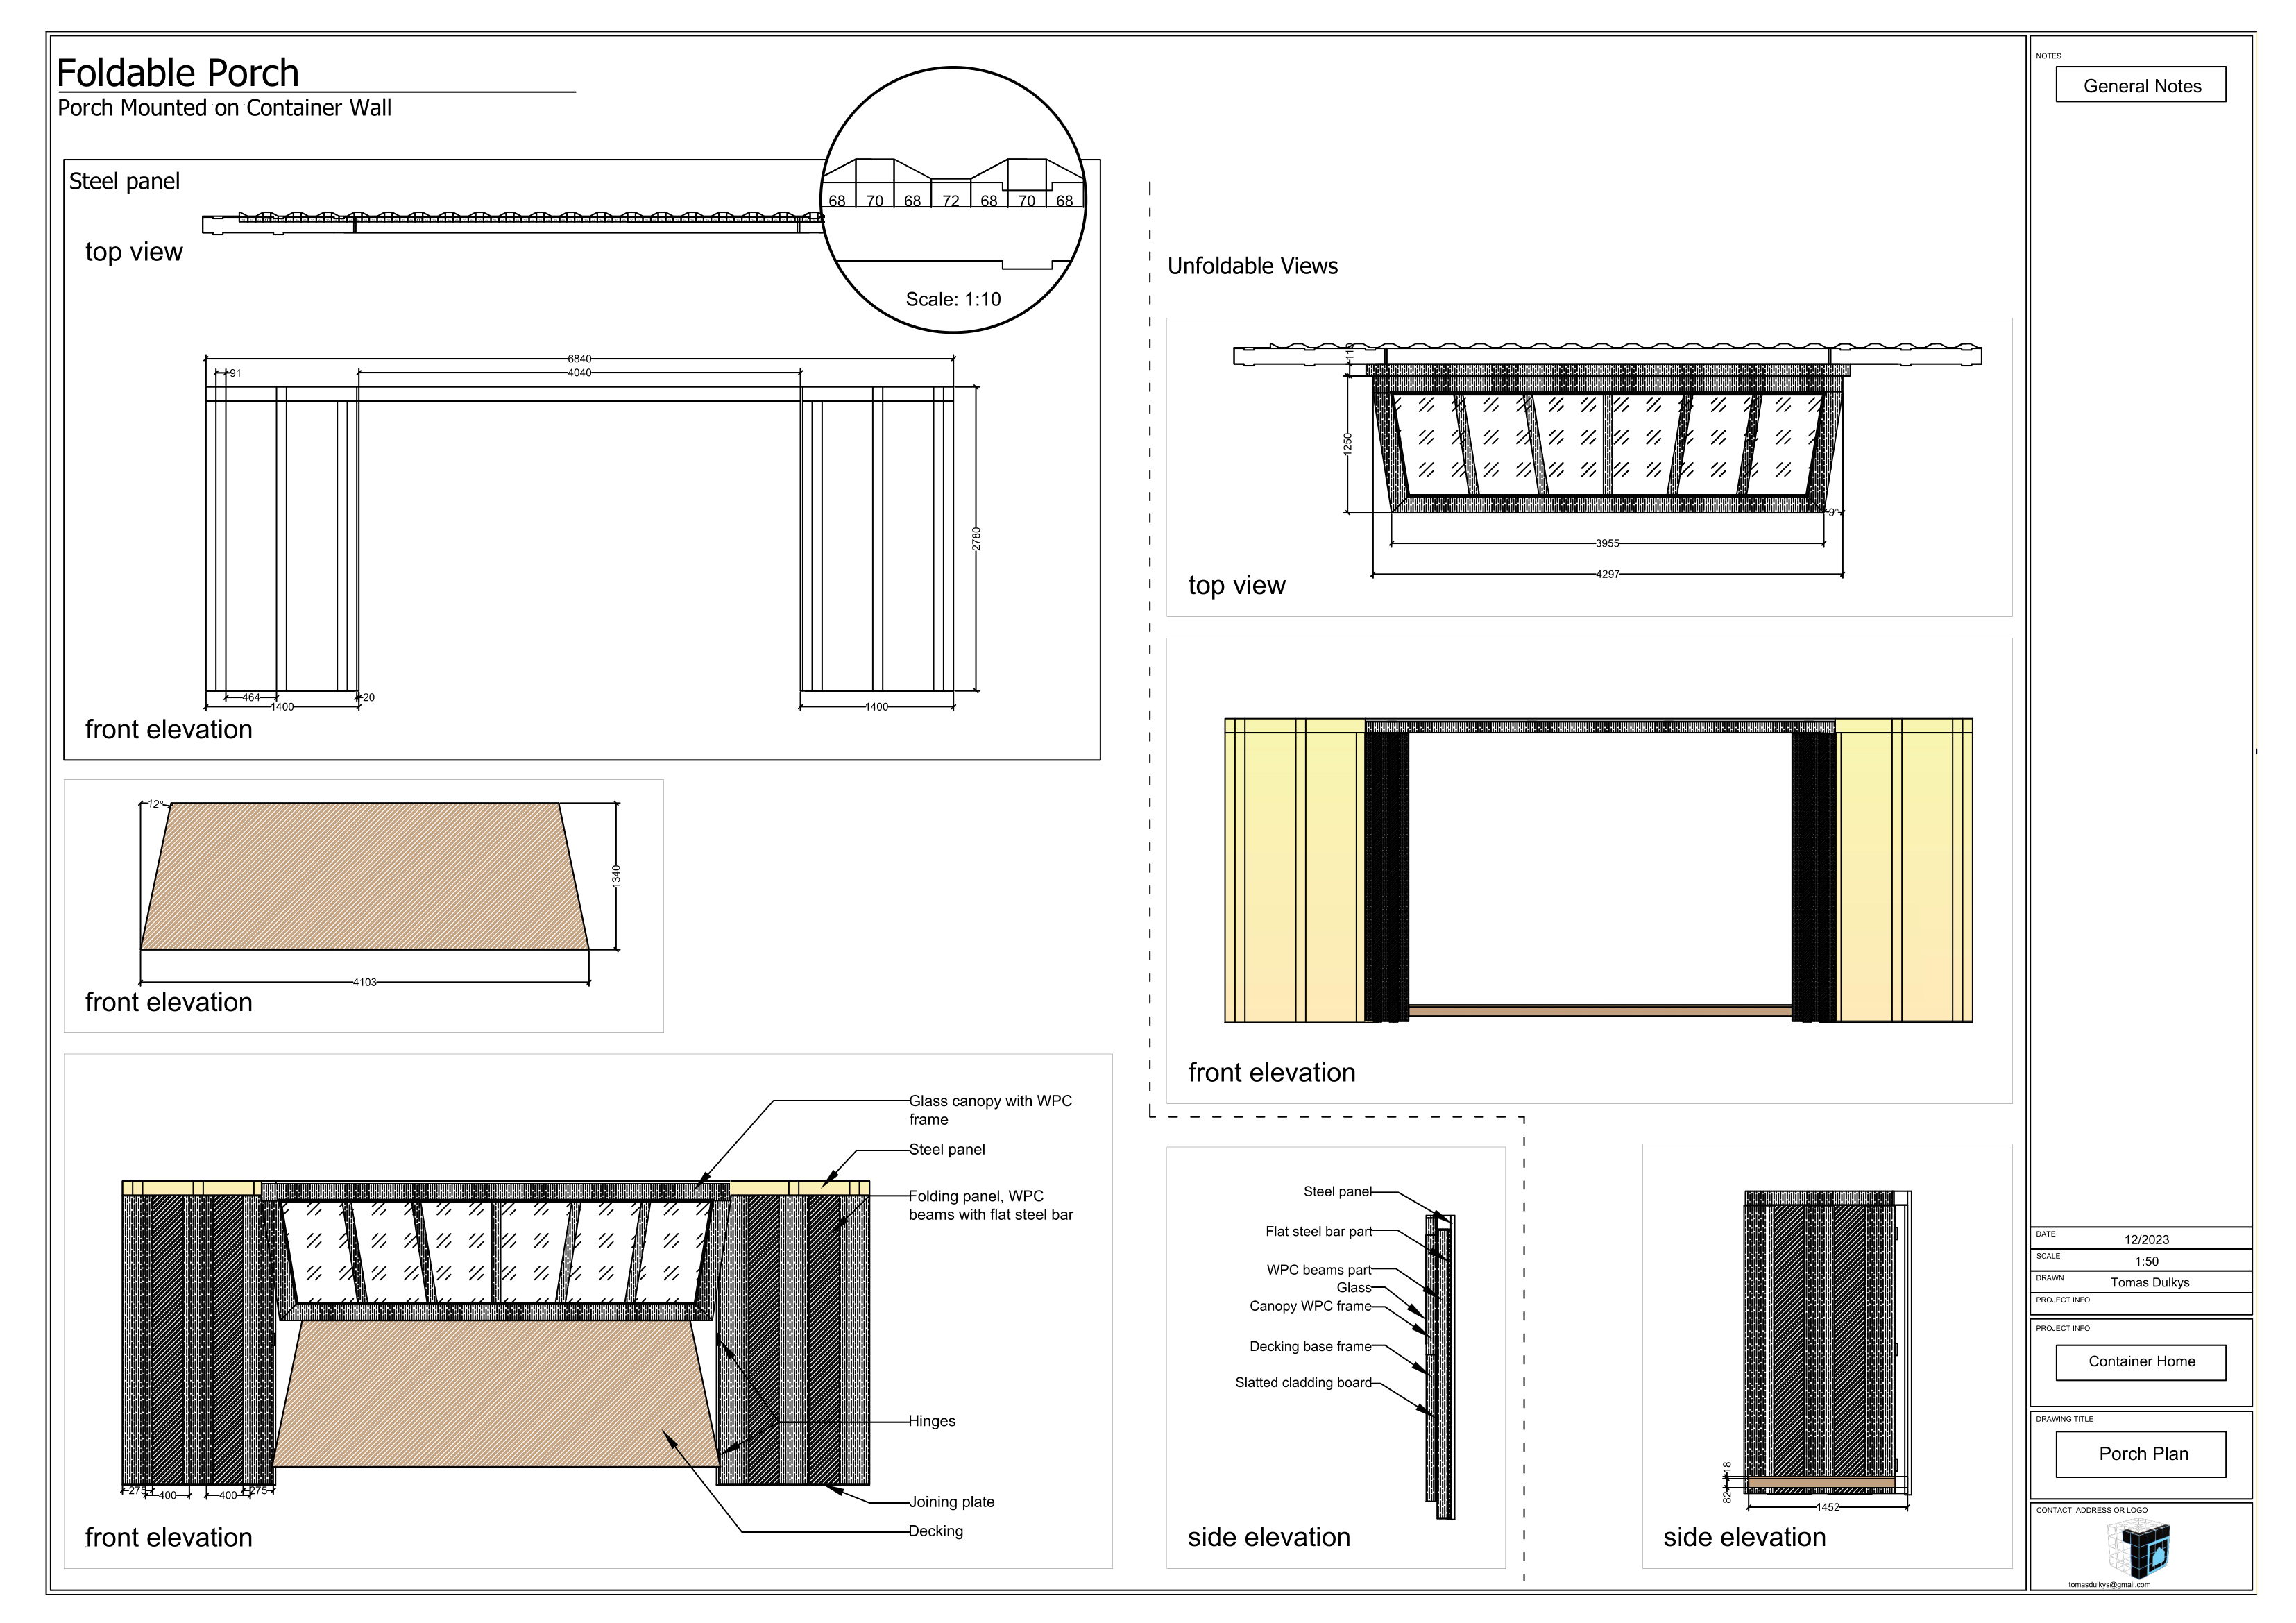 Foldable Porch
Porch Mounted on Container Wall
Steel panel
top view
68 70 68 72 68 70 68
Scale: 1:10
6840
91
4040
2780
464
20
1400
1400
front elevation
12°
1340
4103
front elevation
Glass canopy with WPC
frame
Steel panel
Folding panel, WPC
beams with flat steel bar
Hinges
Joining plate
Decking
275
400
400
275
front elevation
Unfoldable Views
110
1250
9°
3955
4297
top view
front elevation
Steel panel
Flat steel bar part
WPC beams part
Glass
Canopy WPC frame
Decking base frame
Slatted cladding board
side elevation
18
82
1452
side elevation
NOTES
General Notes
DATE
12/2023
SCALE
1:50
DRAWN
Tomas Dulkys
PROJECT INFO
PROJECT INFO
Container Home
DRAWING TITLE
Porch Plan
CONTACT, ADDRESS OR LOGO
tomasdulkys@gmail.com